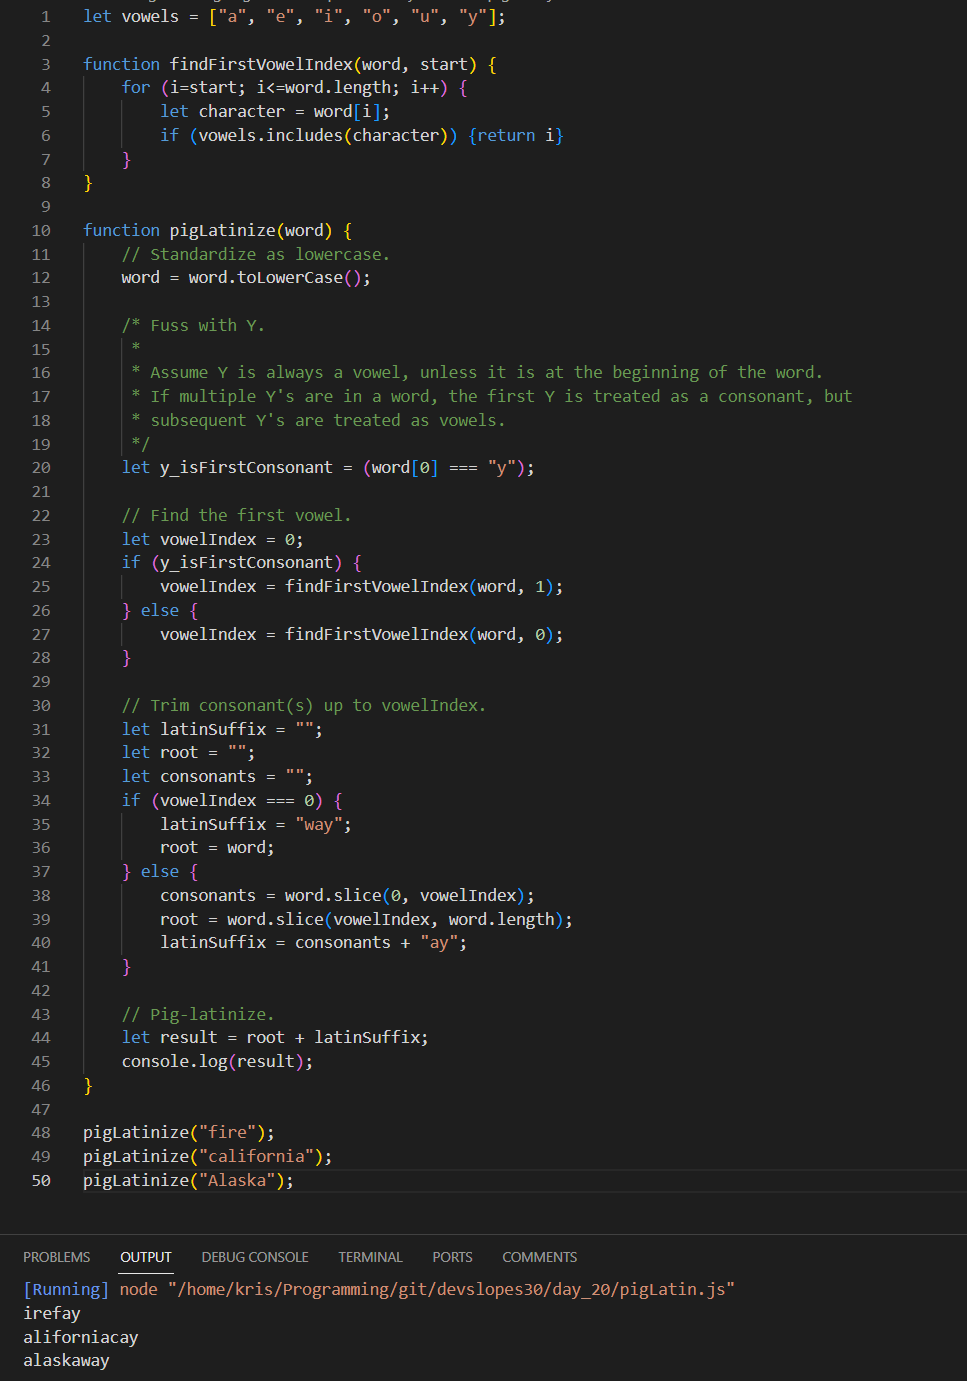 1 let vowels = ["a", "e", "i", "o", "u", "y"];
2
3 function findFirstVowelIndex(word, start) {
4     for (i=start; i<=word.length; i++) {
5         let character = word[i];
6         if (vowels.includes(character)) {return i}
7     }
8 }
9
10 function pigLatinize(word) {
11     // Standardize as lowercase.
12     word = word.toLowerCase();
13
14     /* Fuss with Y.
15      *
16      * Assume Y is always a vowel, unless it is at the beginning of the word.
17      * If multiple Y's are in a word, the first Y is treated as a consonant, but
18      * subsequent Y's are treated as vowels.
19      */
20     let y_isFirstConsonant = (word[0] === "y");
21
22     // Find the first vowel.
23     let vowelIndex = 0;
24     if (y_isFirstConsonant) {
25         vowelIndex = findFirstVowelIndex(word, 1);
26     } else {
27         vowelIndex = findFirstVowelIndex(word, 0);
28     }
29
30     // Trim consonant(s) up to vowelIndex.
31     let latinSuffix = "";
32     let root = "";
33     let consonants = "";
34     if (vowelIndex === 0) {
35         latinSuffix = "way";
36         root = word;
37     } else {
38         consonants = word.slice(0, vowelIndex);
39         root = word.slice(vowelIndex, word.length);
40         latinSuffix = consonants + "ay";
41     }
42
43     // Pig-latinize.
44     let result = root + latinSuffix;
45     console.log(result);
46 }
47
48 pigLatinize("fire");
49 pigLatinize("california");
50 pigLatinize("Alaska");
PROBLEMS OUTPUT DEBUG CONSOLE TERMINAL PORTS COMMENTS
[Running] node "/home/kris/Programming/git/devslopes30/day_20/pigLatin.js"
irefay
aliforniacay
alaskaway